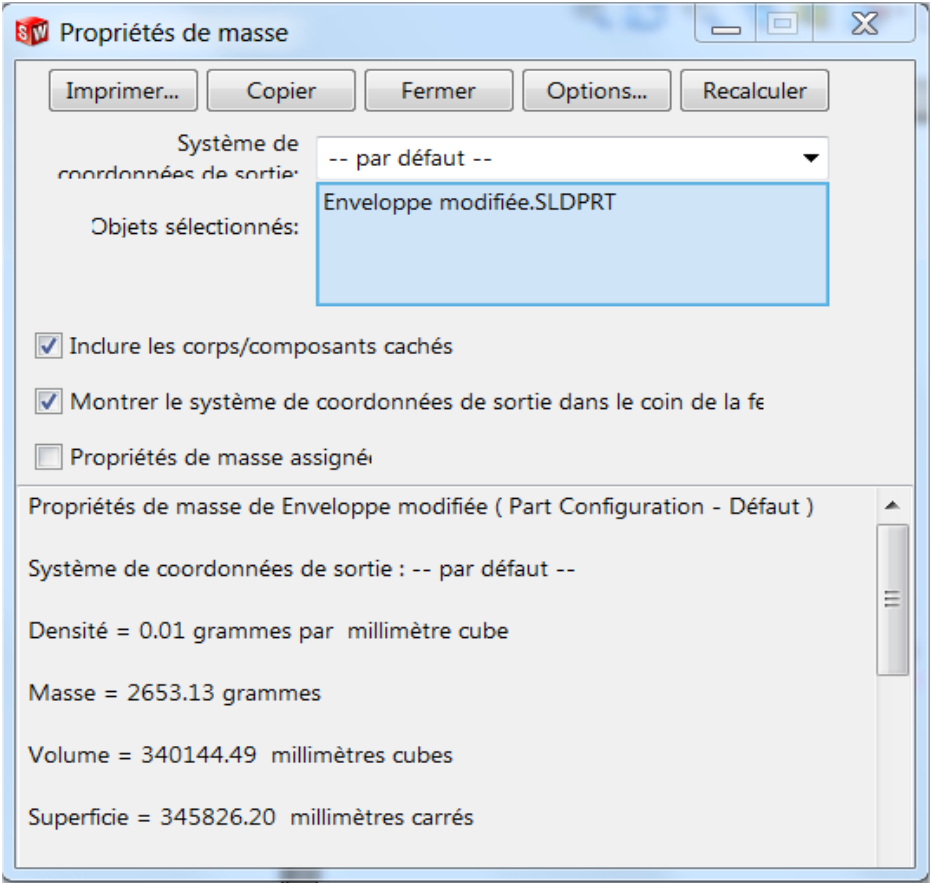 SW Propriétés de masse
Imprimer... Copier Fermer Options... Recalculer
Système de
coordonnées de sortie:
-- par défaut --
Objets sélectionnés:
Enveloppe modifiée.SLDPRT
Inclure les corps/composants cachés
Montrer le système de coordonnées de sortie dans le coin de la fe
Propriétés de masse assigné
Propriétés de masse de Enveloppe modifiée ( Part Configuration - Défaut )
Système de coordonnées de sortie : -- par défaut --
Densité = 0.01 grammes par millimètre cube
Masse = 2653.13 grammes
Volume = 340144.49 millimètres cubes
Superficie = 345826.20 millimètres carrés